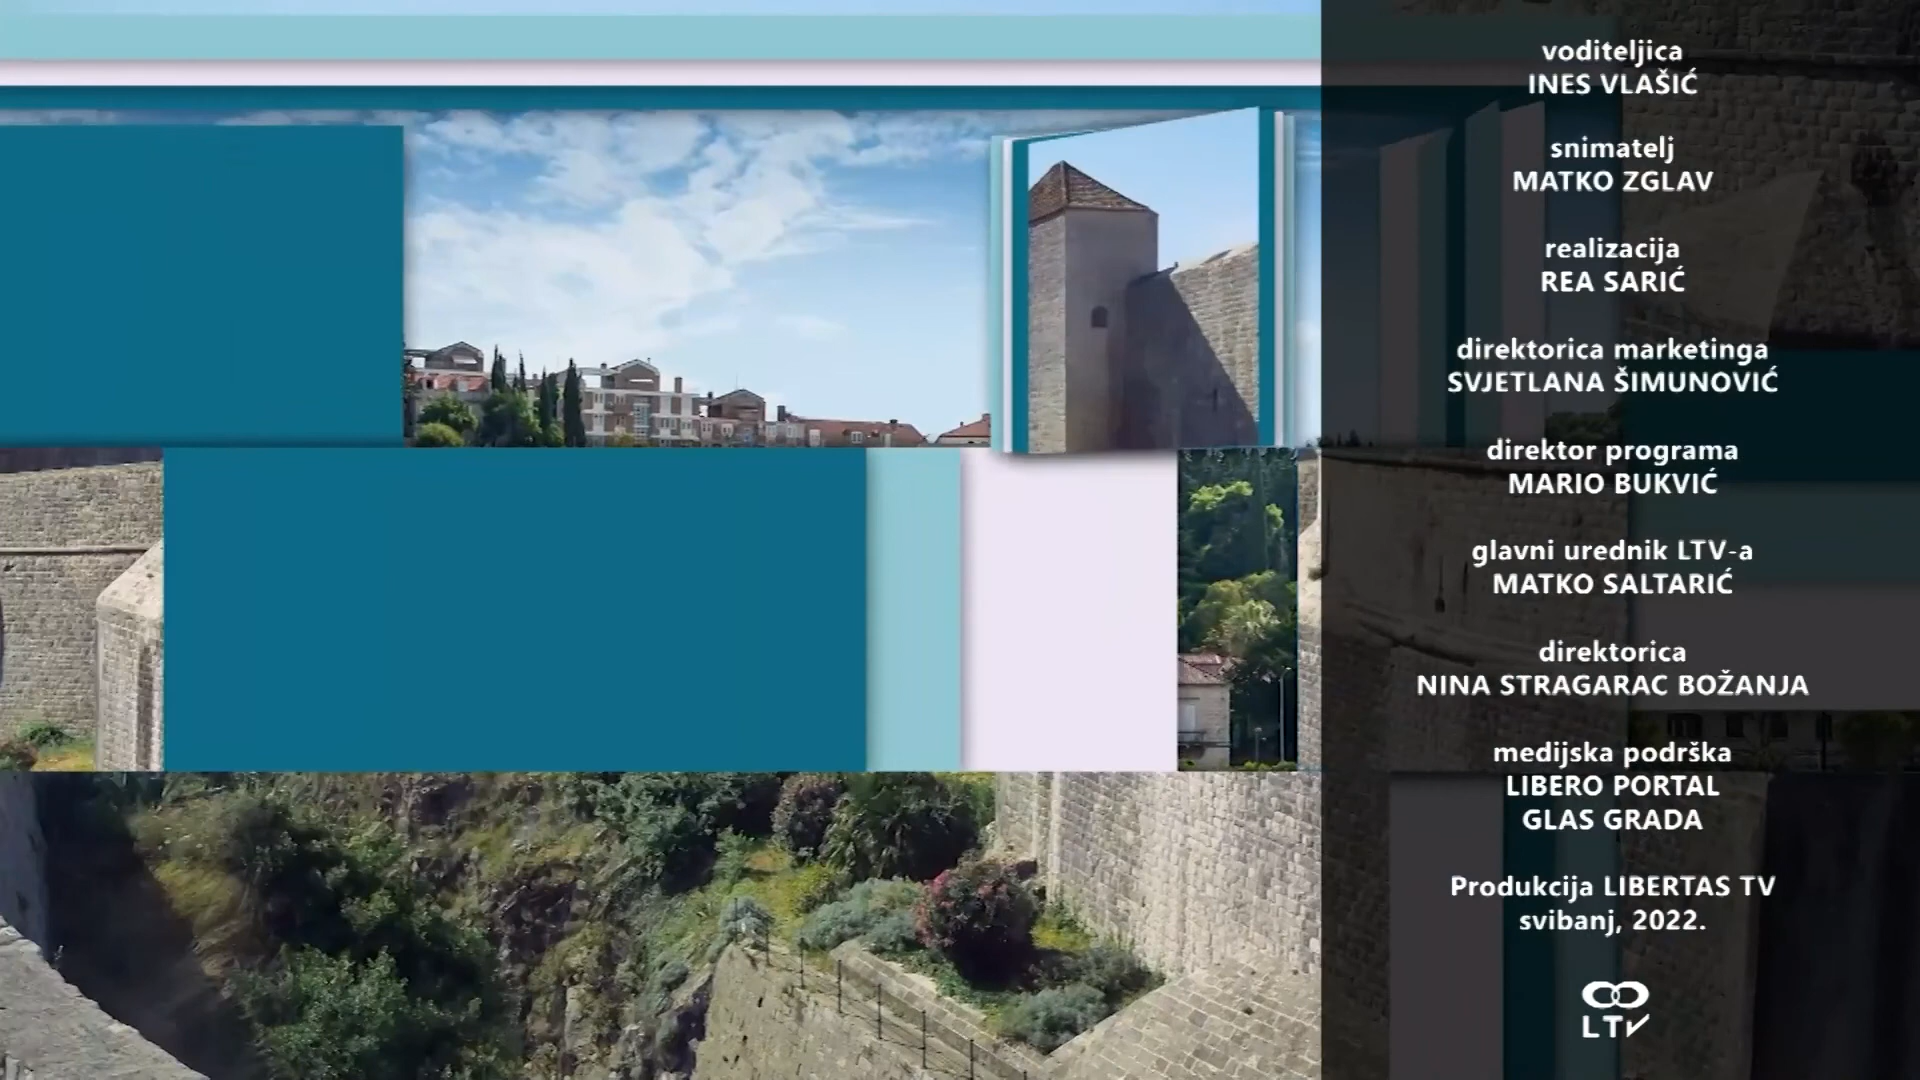 voditeljica
INES VLAŠIĆ
snimatelj
MATKO ZGLAV
realizacija
REA SARIĆ
direktorica marketinga
SVJETLANA ŠIMUNOVIĆ
direktor programa
MARIO BUKVIĆ
glavni urednik LTV-a
MATKO SALTARIĆ
direktorica
NINA STRAGARAC BOŽANJA
medijska podrška
LIBERO PORTAL
GLAS GRADA
Produkcija LIBERTAS TV
svibanj, 2022.
LTV